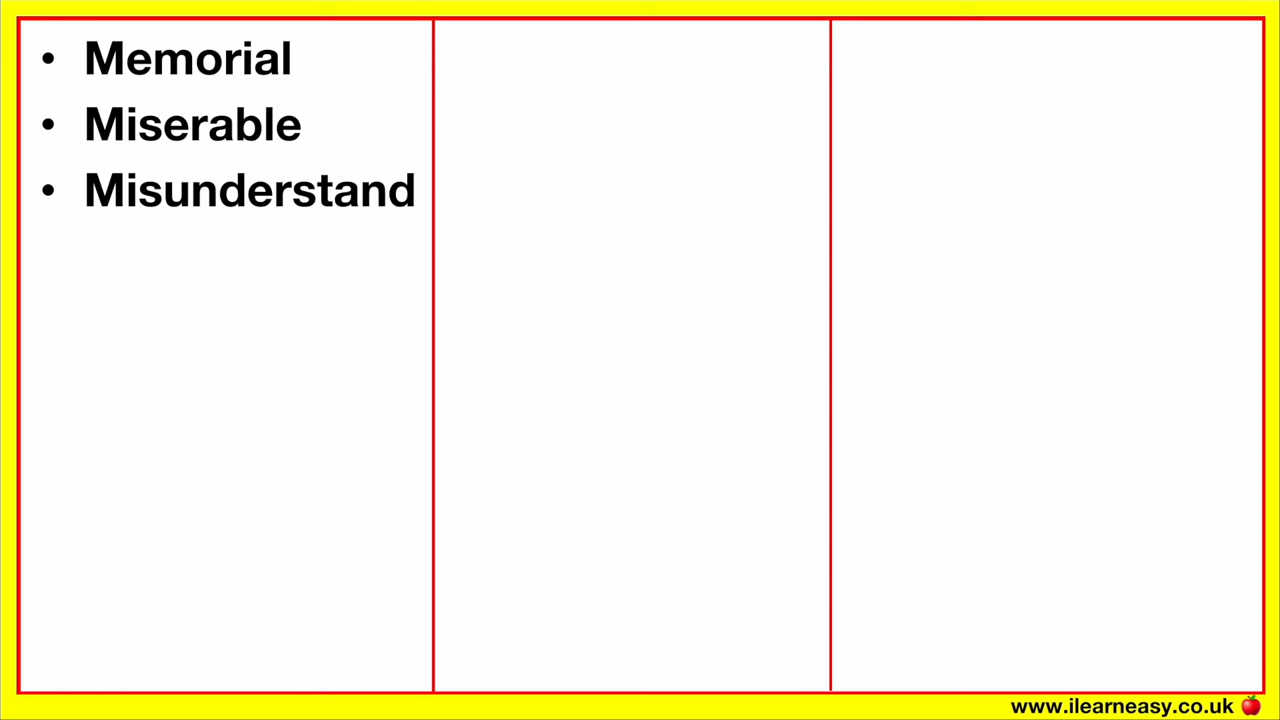 • Memorial
• Miserable
• Misunderstand
www.ilearneasy.co.uk